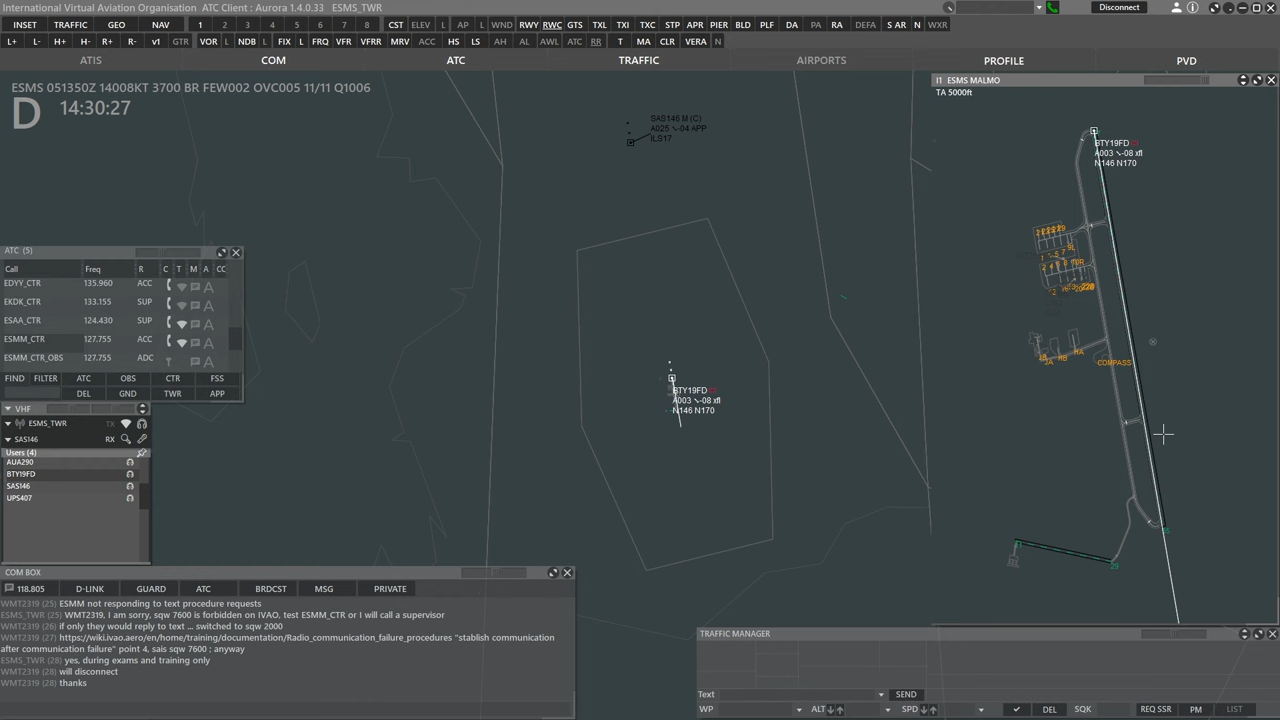 International Virtual Aviation Organisation ATC Client : Aurora 1.4.0.33 ESMS_TWR
Disconnect
INSET TRAFFIC GEO NAV 1 2 3 4 5 6 7 8 9 10 CST ELEV L AP L WND RWY RWC GTS TXL TXI TXC STP APR PIER BLD PLF DA PA RA DEFA S AR N WXR
L+ L- H+ H- R+ R- v1 GTR VOR L NDB L FIX L FRQ VFR VFRR MRV ACC HS LS AH AL AWL ATC RR T MA CLR VERA N
ATIS COM ATC TRAFFIC AIRPORTS PROFILE PVD
ESMS 051350Z 14008KT 3700 BR FEW002 OVC005 11/11 Q1006
D 14:30:27
SAS146 M (C)
A025 -04 APP
ILS17
I1 ESMS MALMO
TA 5000ft
BTY19FD
A003 -08 xfl
N146 N170
COMPASS
29
ATC (5)
Call Freq R C T M A CC
EDYY_CTR 135.960 ACC
EKDK_CTR 133.155 SUP
ESAA_CTR 124.430 SUP
ESMM_CTR 127.755 ACC
ESMM_CTR_OBS 127.755 ADC
FIND FILTER ATC OBS CTR FSS
DEL GND TWR APP
BTY19FD
A003 -08 xfl
N146 N170
VHF
ESMS_TWR TX
SAS146 RX
Users (4)
AUA290
BTY19FD
SAS146
UPS407
COM BOX
118.805 D-LINK GUARD ATC BRDCST MSG PRIVATE
WMT2319 (25) ESMM not responding to text procedure requests
ESMS_TWR (25) WMT2319, I am sorry, sqw 7600 is forbidden on IVAO, test ESMM_CTR or I will call a supervisor
WMT2319 (26) if only they would reply to text ... switched to sqw 2000
WMT2319 (27) https://wiki.ivao.aero/en/home/training/documentation/Radio_communication_failure_procedures "stablish communication
after communication failure" point 4, sais sqw 7600 ; anyway
ESMS_TWR (28) yes, during exams and training only
WMT2319 (28) will disconnect
WMT2319 (28) thanks
TRAFFIC MANAGER
Text SEND
WP ALT SPD DEL SQK REQ SSR PM LIST